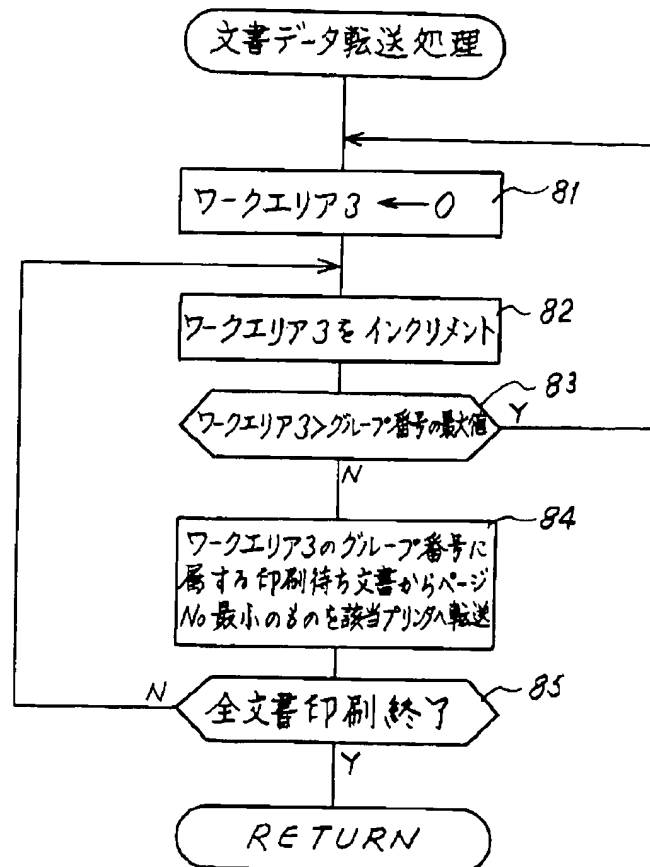 文書データ転送処理
ワークエリア3 ← 0
81
ワークエリア3をインクリメント
82
83
ワークエリア3>グループ番号の最大値
Y
N
84
ワークエリア3のグループ番号に
属する印刷待ち文書からページ
No最小のものを該当プリンタへ転送
85
N
全文書印刷終了
Y
RETURN